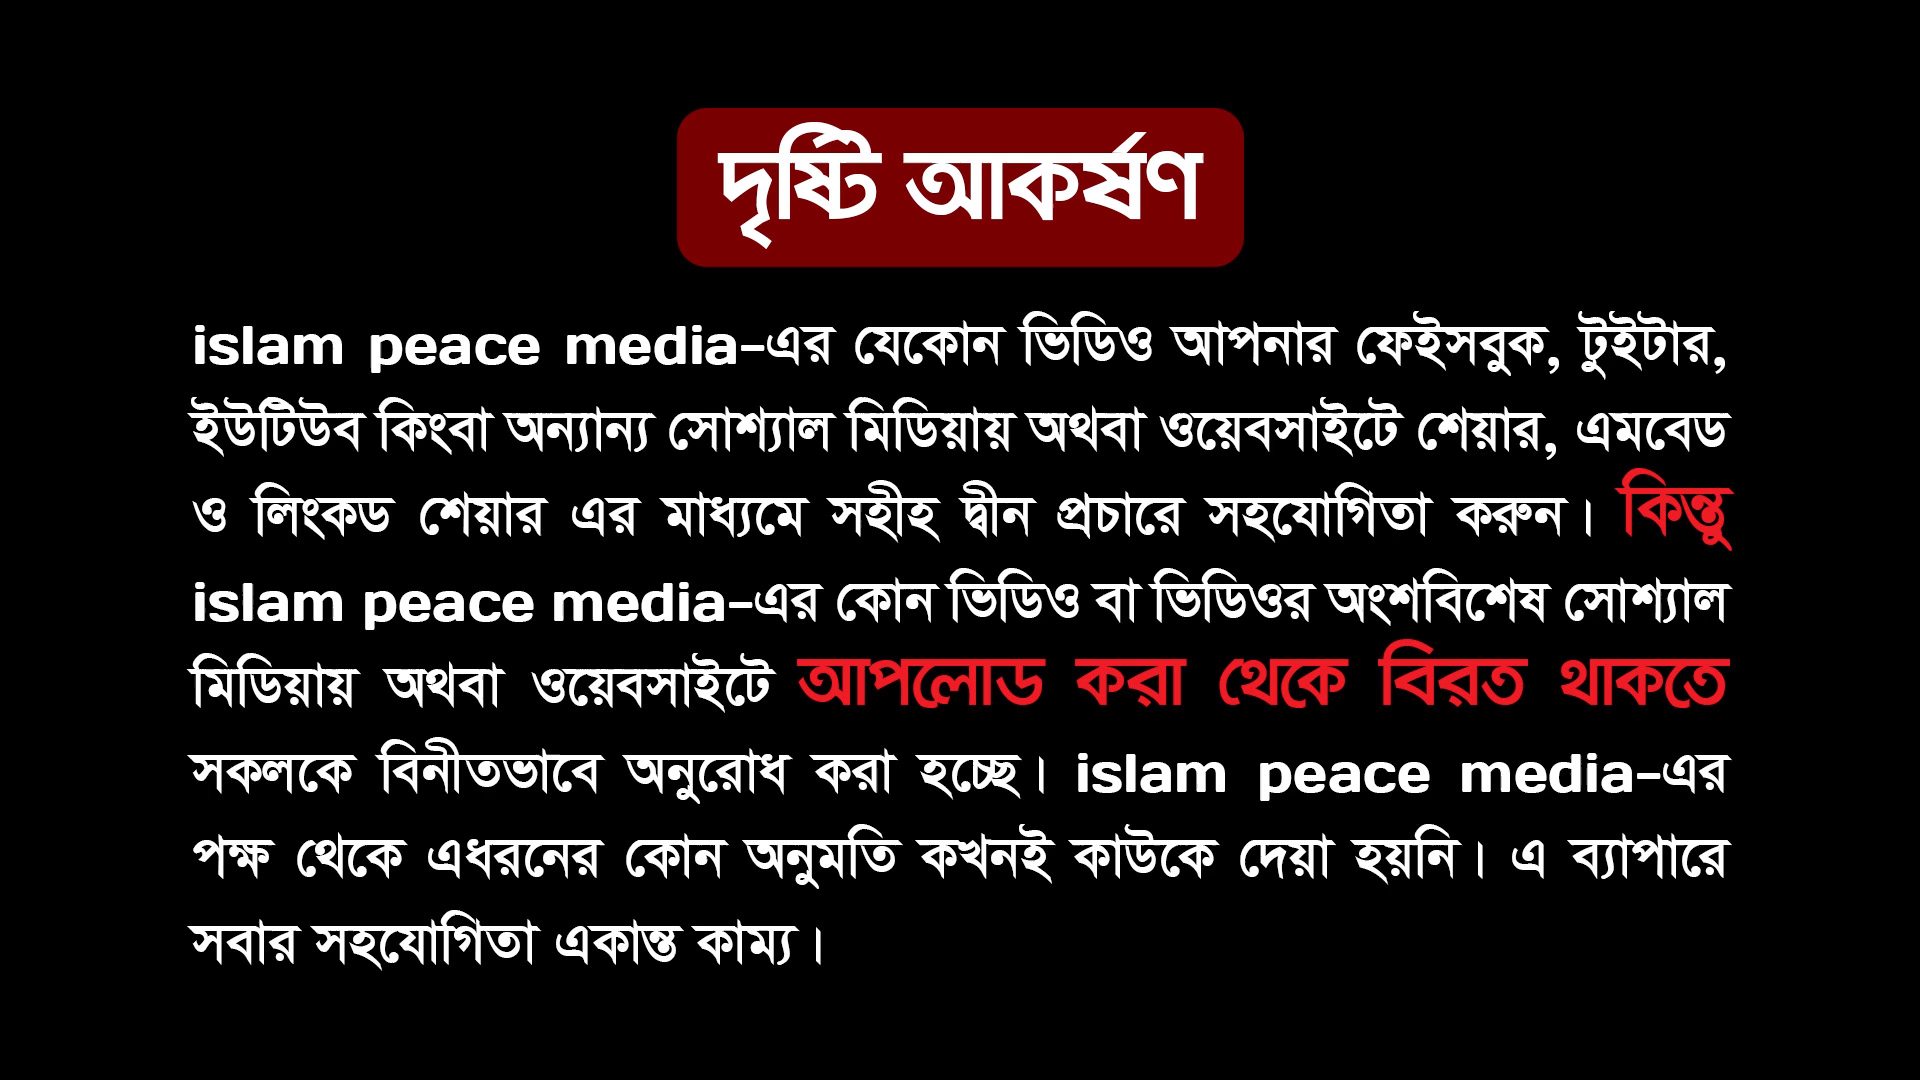 দৃষ্টি আকর্ষণ
islam peace media-এর যেকোন ভিডিও আপনার ফেইসবুক, টুইটার,
ইউটিউব কিংবা অন্যান্য সোশ্যাল মিডিয়ায় অথবা ওয়েবসাইটে শেয়ার, এমবেড
ও লিংকড শেয়ার এর মাধ্যমে সহীহ দ্বীন প্রচারে সহযোগিতা করুন। কিন্তু
islam peace media-এর কোন ভিডিও বা ভিডিওর অংশবিশেষ সোশ্যাল
মিডিয়ায় অথবা ওয়েবসাইটে আপলোড করা থেকে বিরত থাকতে
সকলকে বিনীতভাবে অনুরোধ করা হচ্ছে। islam peace media-এর
পক্ষ থেকে এধরনের কোন অনুমতি কখনই কাউকে দেয়া হয়নি। এ ব্যাপারে
সবার সহযোগিতা একান্ত কাম্য।